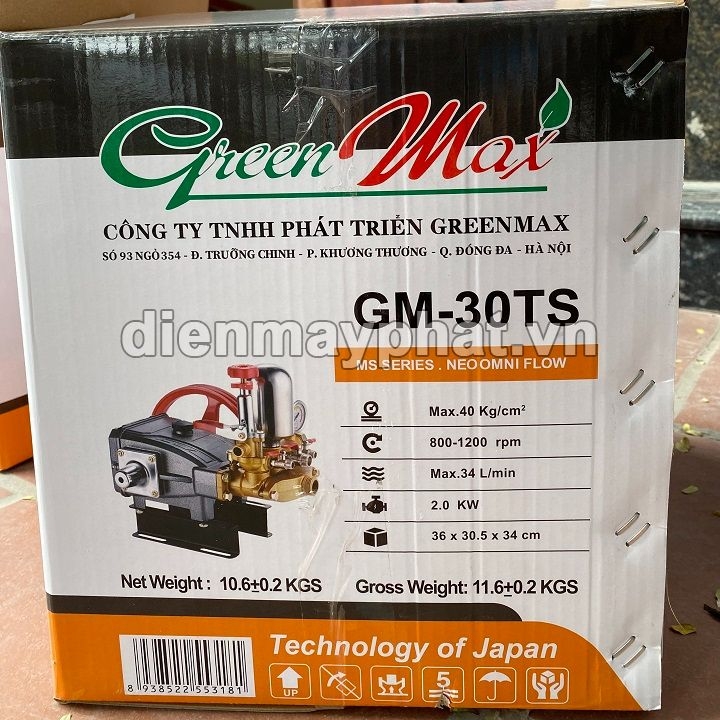 Green Max
CÔNG TY TNHH PHÁT TRIỂN GREENMAX
SỐ 93 NGÕ 354 - Đ. TRƯỜNG CHINH - P. KHƯƠNG THƯỢNG - Q. ĐỐNG ĐA - HÀ NỘI
GM-30TS
dienmayphat.vn
MS SERIES . NEOOMNI FLOW
Max.40 Kg/cm²
800-1200 rpm
Max.34 L/min
2.0 KW
36 x 30.5 x 34 cm
Net Weight : 10.6±0.2 KGS Gross Weight: 11.6±0.2 KGS
dienmayphat.vn
Technology of Japan
8 938522 553181
UP
5